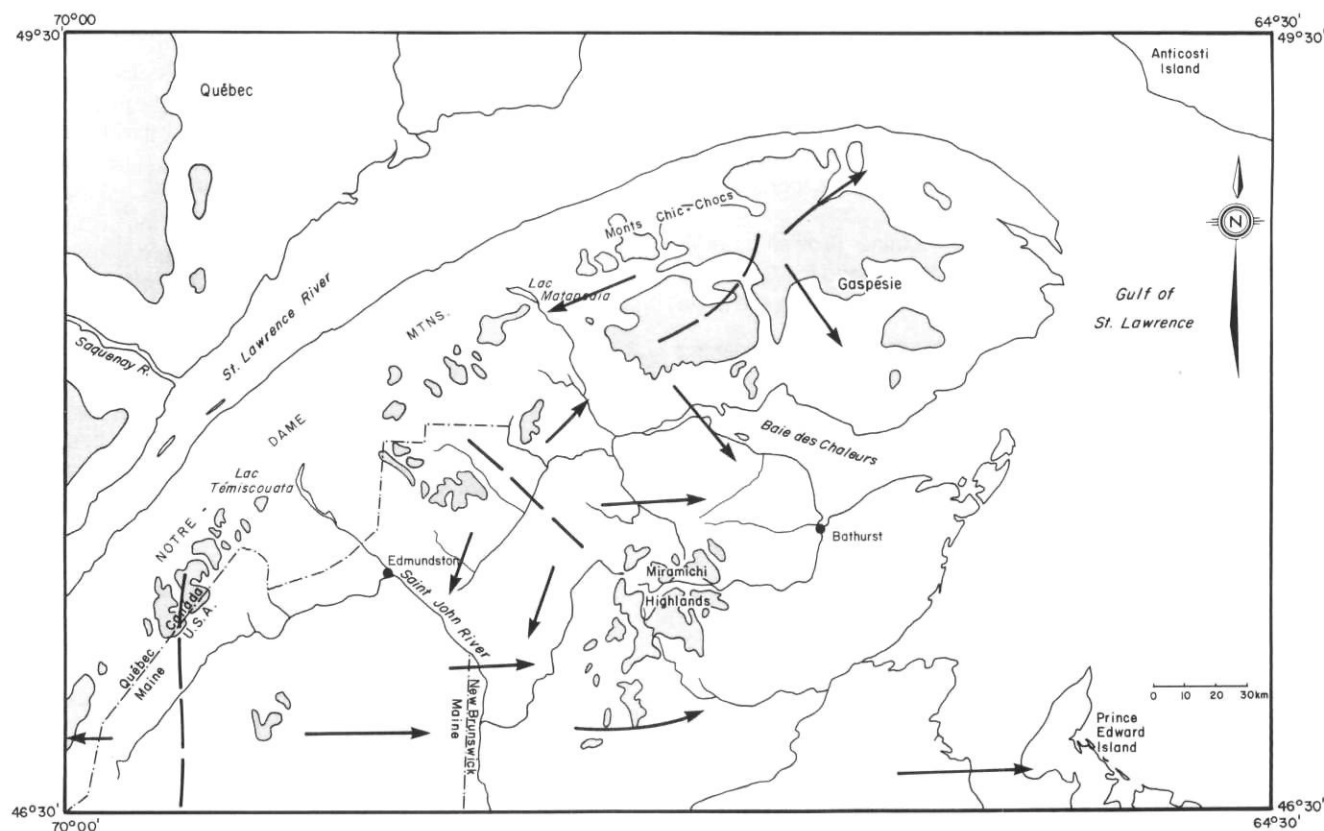 70°00
64°30'
49°30'
49°30'
Anticosti
Island
Québec
N
Monts Chic-Chocs
Lac
Matapedia
Gaspésie
Gulf of
St. Lawrence
Saguenay R.
St. Lawrence River
MTNS.
DAME
NOTRE-
Lac
Témiscouata
Baie des Chaleurs
Bathurst
Edmundston
Saint John River
Miramichi
Highlands
Canada
U.S.A.
Québec
Maine
New Brunswick
Maine
0 10 20 30km
Prince
Edward
Island
46°30'
46°30'
70°00'
64°30'